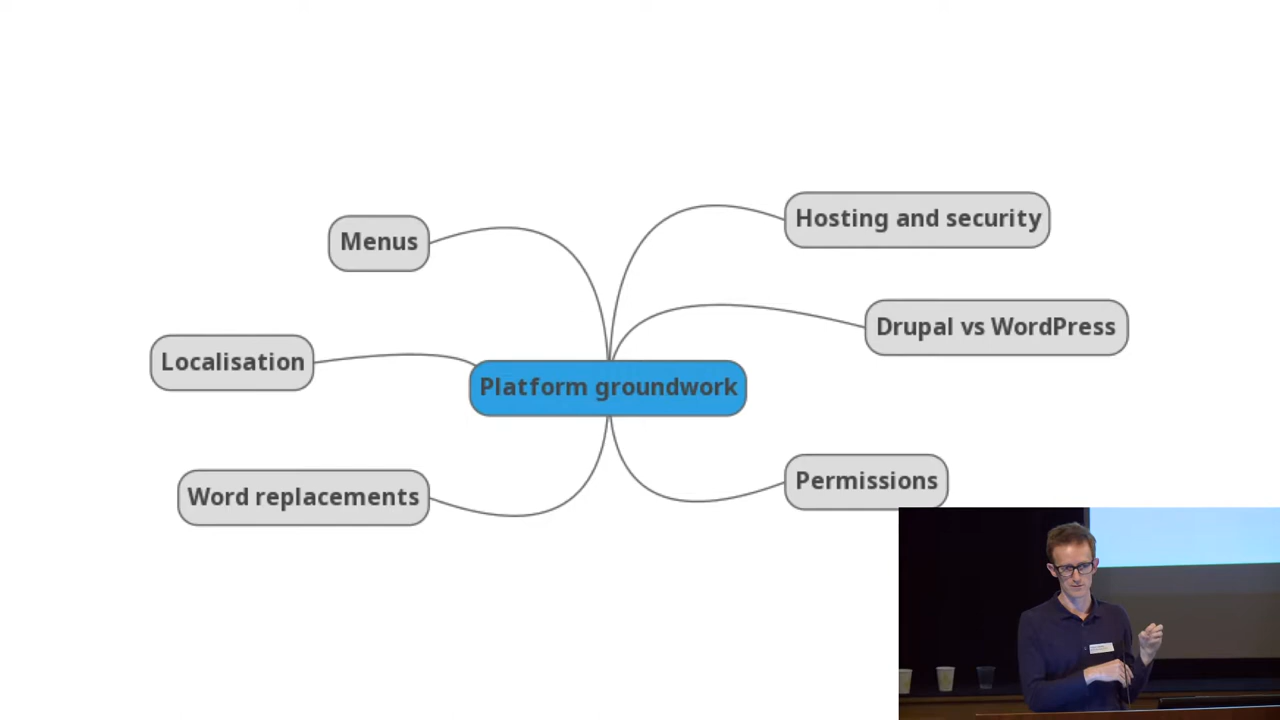 Hosting and security
Menus
Drupal vs WordPress
Localisation
Platform groundwork
Permissions
Word replacements